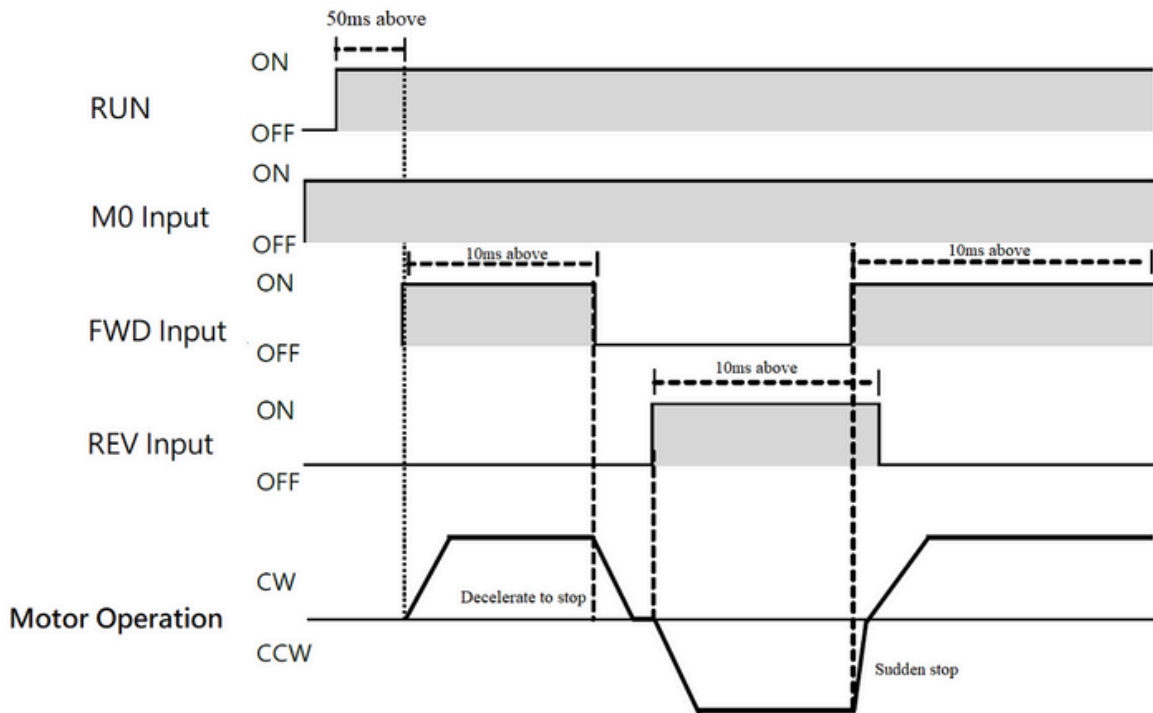 50ms above
ON
RUN
OFF
ON
M0 Input
OFF
10ms above
10ms above
ON
FWD Input
OFF
10ms above
ON
REV Input
OFF
CW
Decelerate to stop
Motor Operation
CCW
Sudden stop